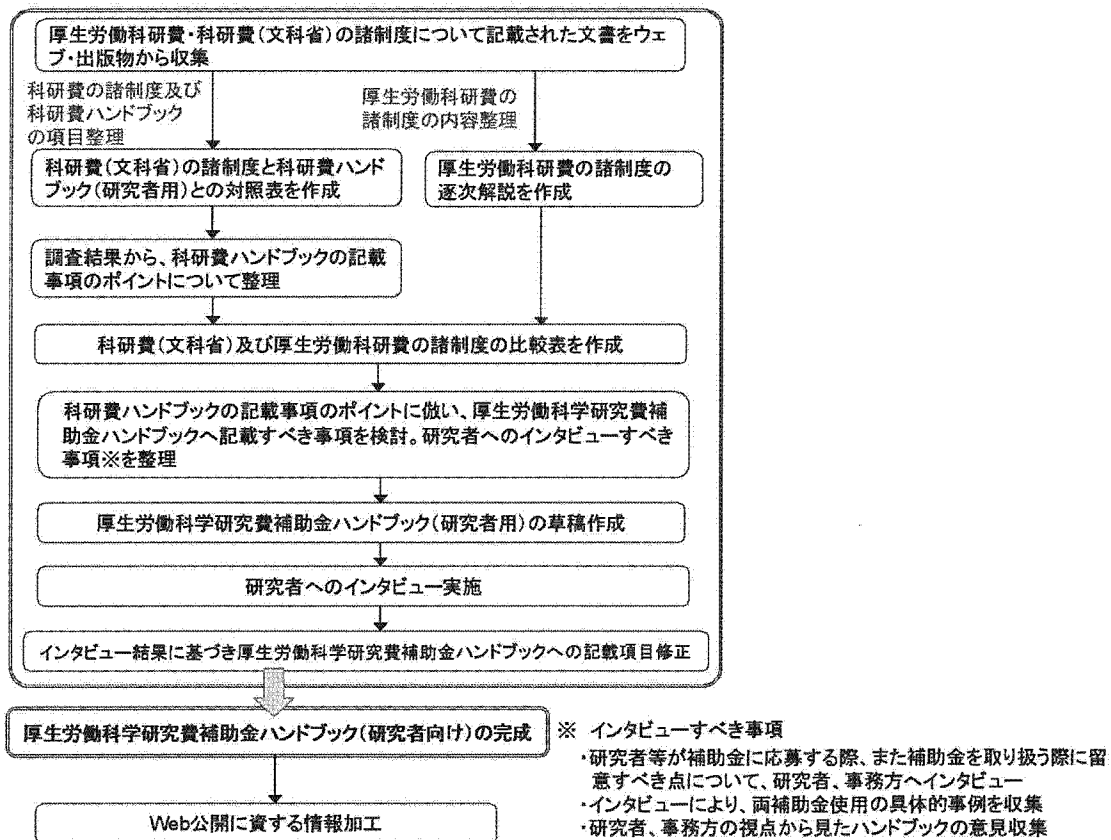 厚生労働科研費・科研費(文科省)の諸制度について記載された文書をウェ
ブ・出版物から収集
科研費の諸制度及び
科研費ハンドブック
の項目整理
厚生労働科研費の
諸制度の内容整理
科研費(文科省)の諸制度と科研費ハンド
ブック(研究者用)との対照表を作成
厚生労働科研費の諸制度の
逐次解説を作成
調査結果から、科研費ハンドブックの記載
事項のポイントについて整理
科研費(文科省)及び厚生労働科研費の諸制度の比較表を作成
科研費ハンドブックの記載事項のポイントに倣い、厚生労働科学研究費補
助金ハンドブックへ記載すべき事項を検討。研究者へのインタビューすべき
事項※を整理
厚生労働科学研究費補助金ハンドブック(研究者用)の草稿作成
研究者へのインタビュー実施
インタビュー結果に基づき厚生労働科学研究費補助金ハンドブックへの記載項目修正
厚生労働科学研究費補助金ハンドブック(研究者向け)の完成
Web公開に資する情報加工
※ インタビューすべき事項
・研究者等が補助金に応募する際、また補助金を取り扱う際に留
意すべき点について、研究者、事務方へインタビュー
・インタビューにより、両補助金使用の具体的事例を収集
・研究者、事務方の視点から見たハンドブックの意見収集